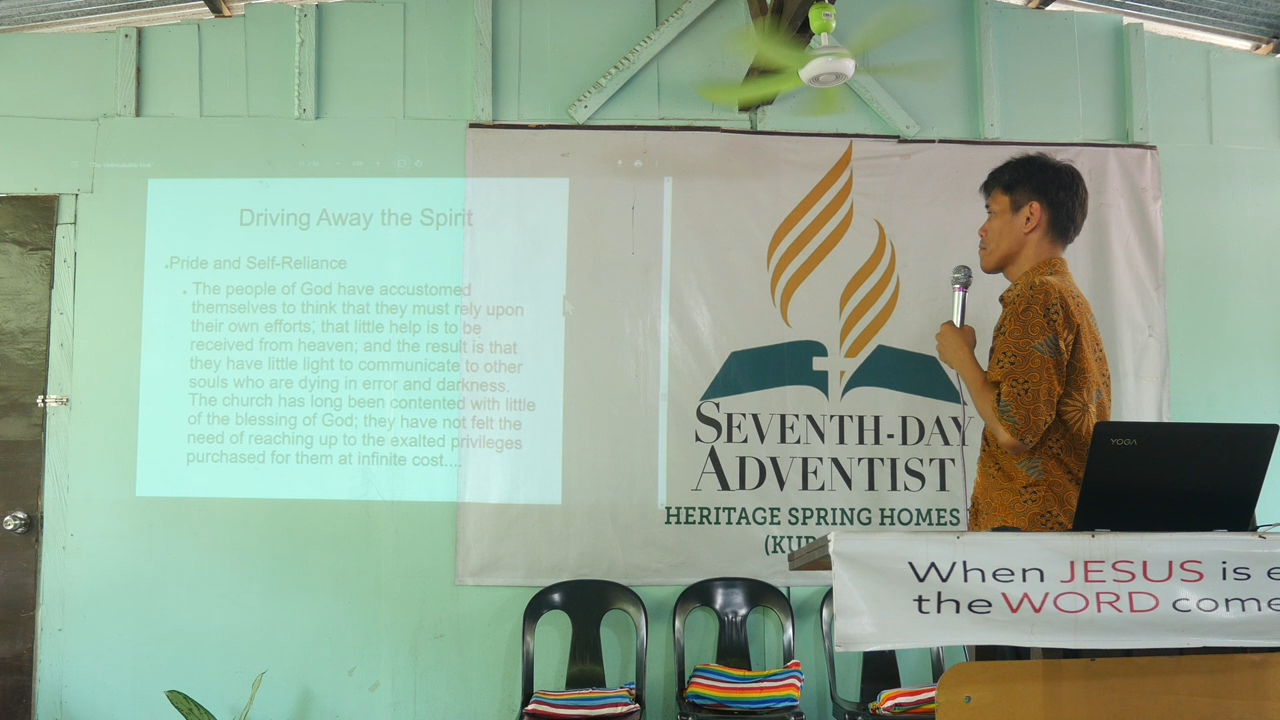 Driving Away the Spirit
.Pride and Self-Reliance
. The people of God have accustomed
themselves to think that they must rely upon
their own efforts; that little help is to be
received from heaven; and the result is that
they have little light to communicate to other
souls who are dying in error and darkness.
The church has long been contented with little
of the blessing of God; they have not felt the
need of reaching up to the exalted privileges
purchased for them at infinite cost....
SEVENTH-DAY
ADVENTIST
HERITAGE SPRING HOMES
YOGA
When JESUS is
the WORD come